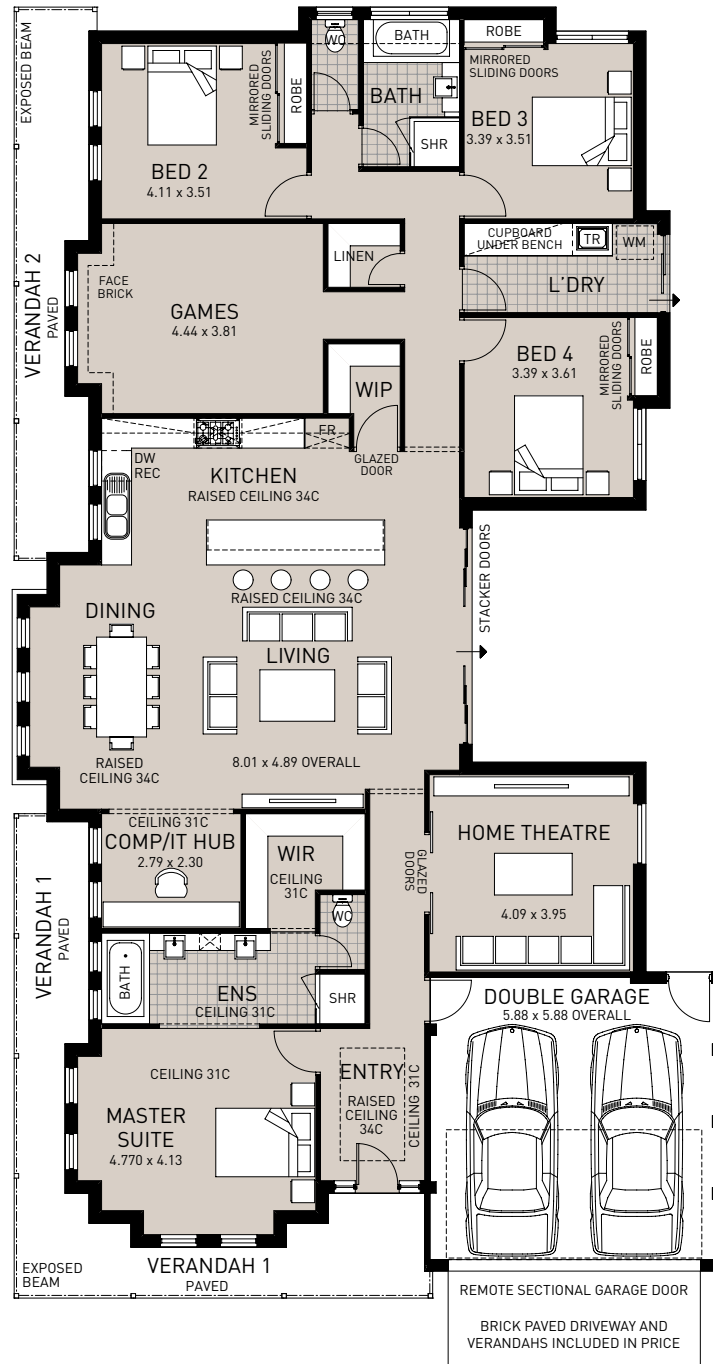 EXPOSED BEAM
WC
BATH
ROBE
MIRRORED
SLIDING DOORS
MIRRORED
SLIDING DOORS
ROBE
BATH
BED 3
3.39 x 3.51
SHR
BED 2
4.11 x 3.51
VERANDAH 2
PAVED
LINEN
CUPBOARD
UNDER BENCH
TR
WM
FACE
BRICK
L'DRY
GAMES
4.44 x 3.81
BED 4
3.39 x 3.61
MIRRORED
SLIDING DOORS
ROBE
WIP
FR
GLAZED
DOOR
DW
REC
KITCHEN
RAISED CEILING 34C
STACKER DOORS
RAISED CEILING 34C
DINING
LIVING
RAISED
CEILING 34C
8.01 x 4.89 OVERALL
CEILING 31C
COMP/IT HUB
2.79 x 2.30
WIR
CEILING
31C
GLAZED
DOORS
HOME THEATRE
4.09 x 3.95
VERANDAH 1
PAVED
WC
BATH
ENS
CEILING 31C
SHR
DOUBLE GARAGE
5.88 x 5.88 OVERALL
CEILING 31C
MASTER
SUITE
4.770 x 4.13
ENTRY
RAISED
CEILING
34C
CEILING 31C
EXPOSED
BEAM
VERANDAH 1
PAVED
REMOTE SECTIONAL GARAGE DOOR
BRICK PAVED DRIVEWAY AND
VERANDAHS INCLUDED IN PRICE